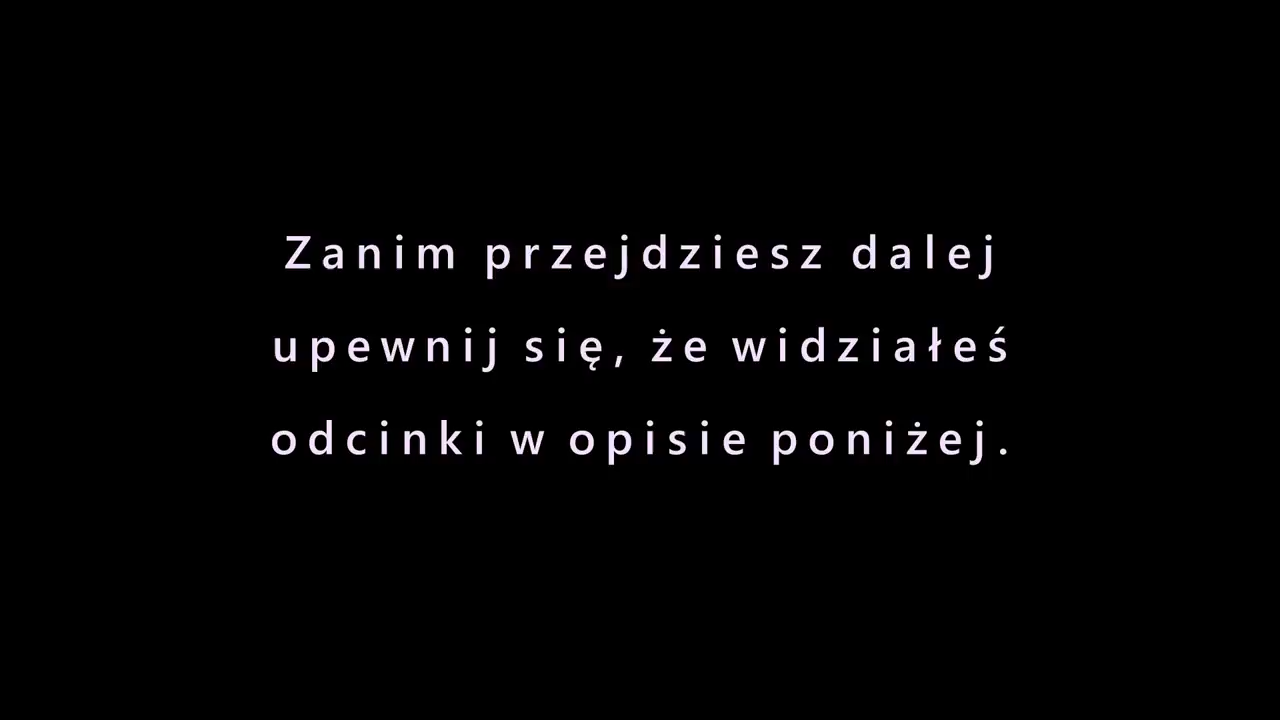 Zanim przejdziesz dalej
upewnij się, że widziałeś
odcinki w opisie poniżej.